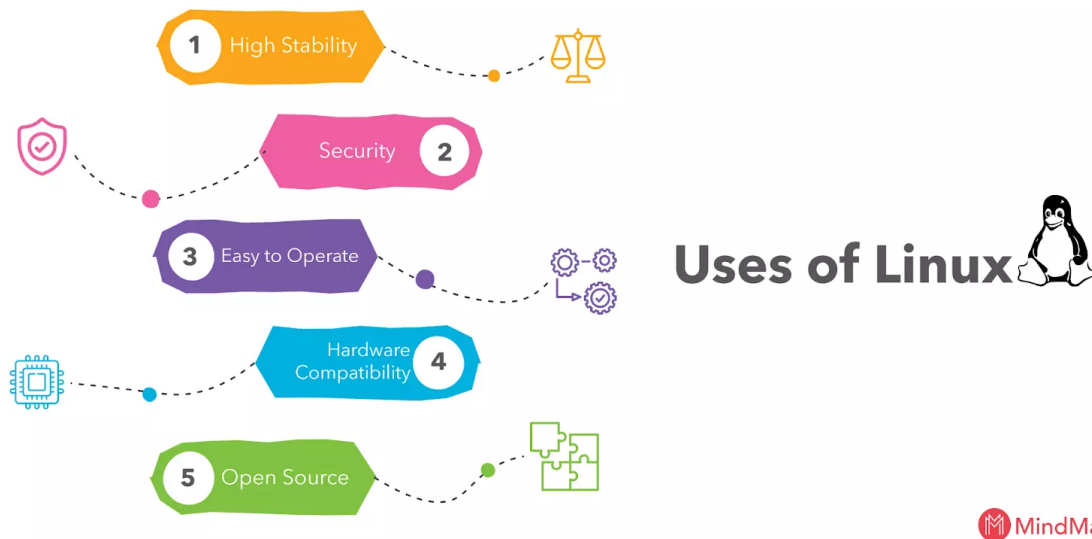 1 High Stability
Security 2
3 Easy to Operate
Uses of Linux
Hardware
Compatibility 4
5 Open Source